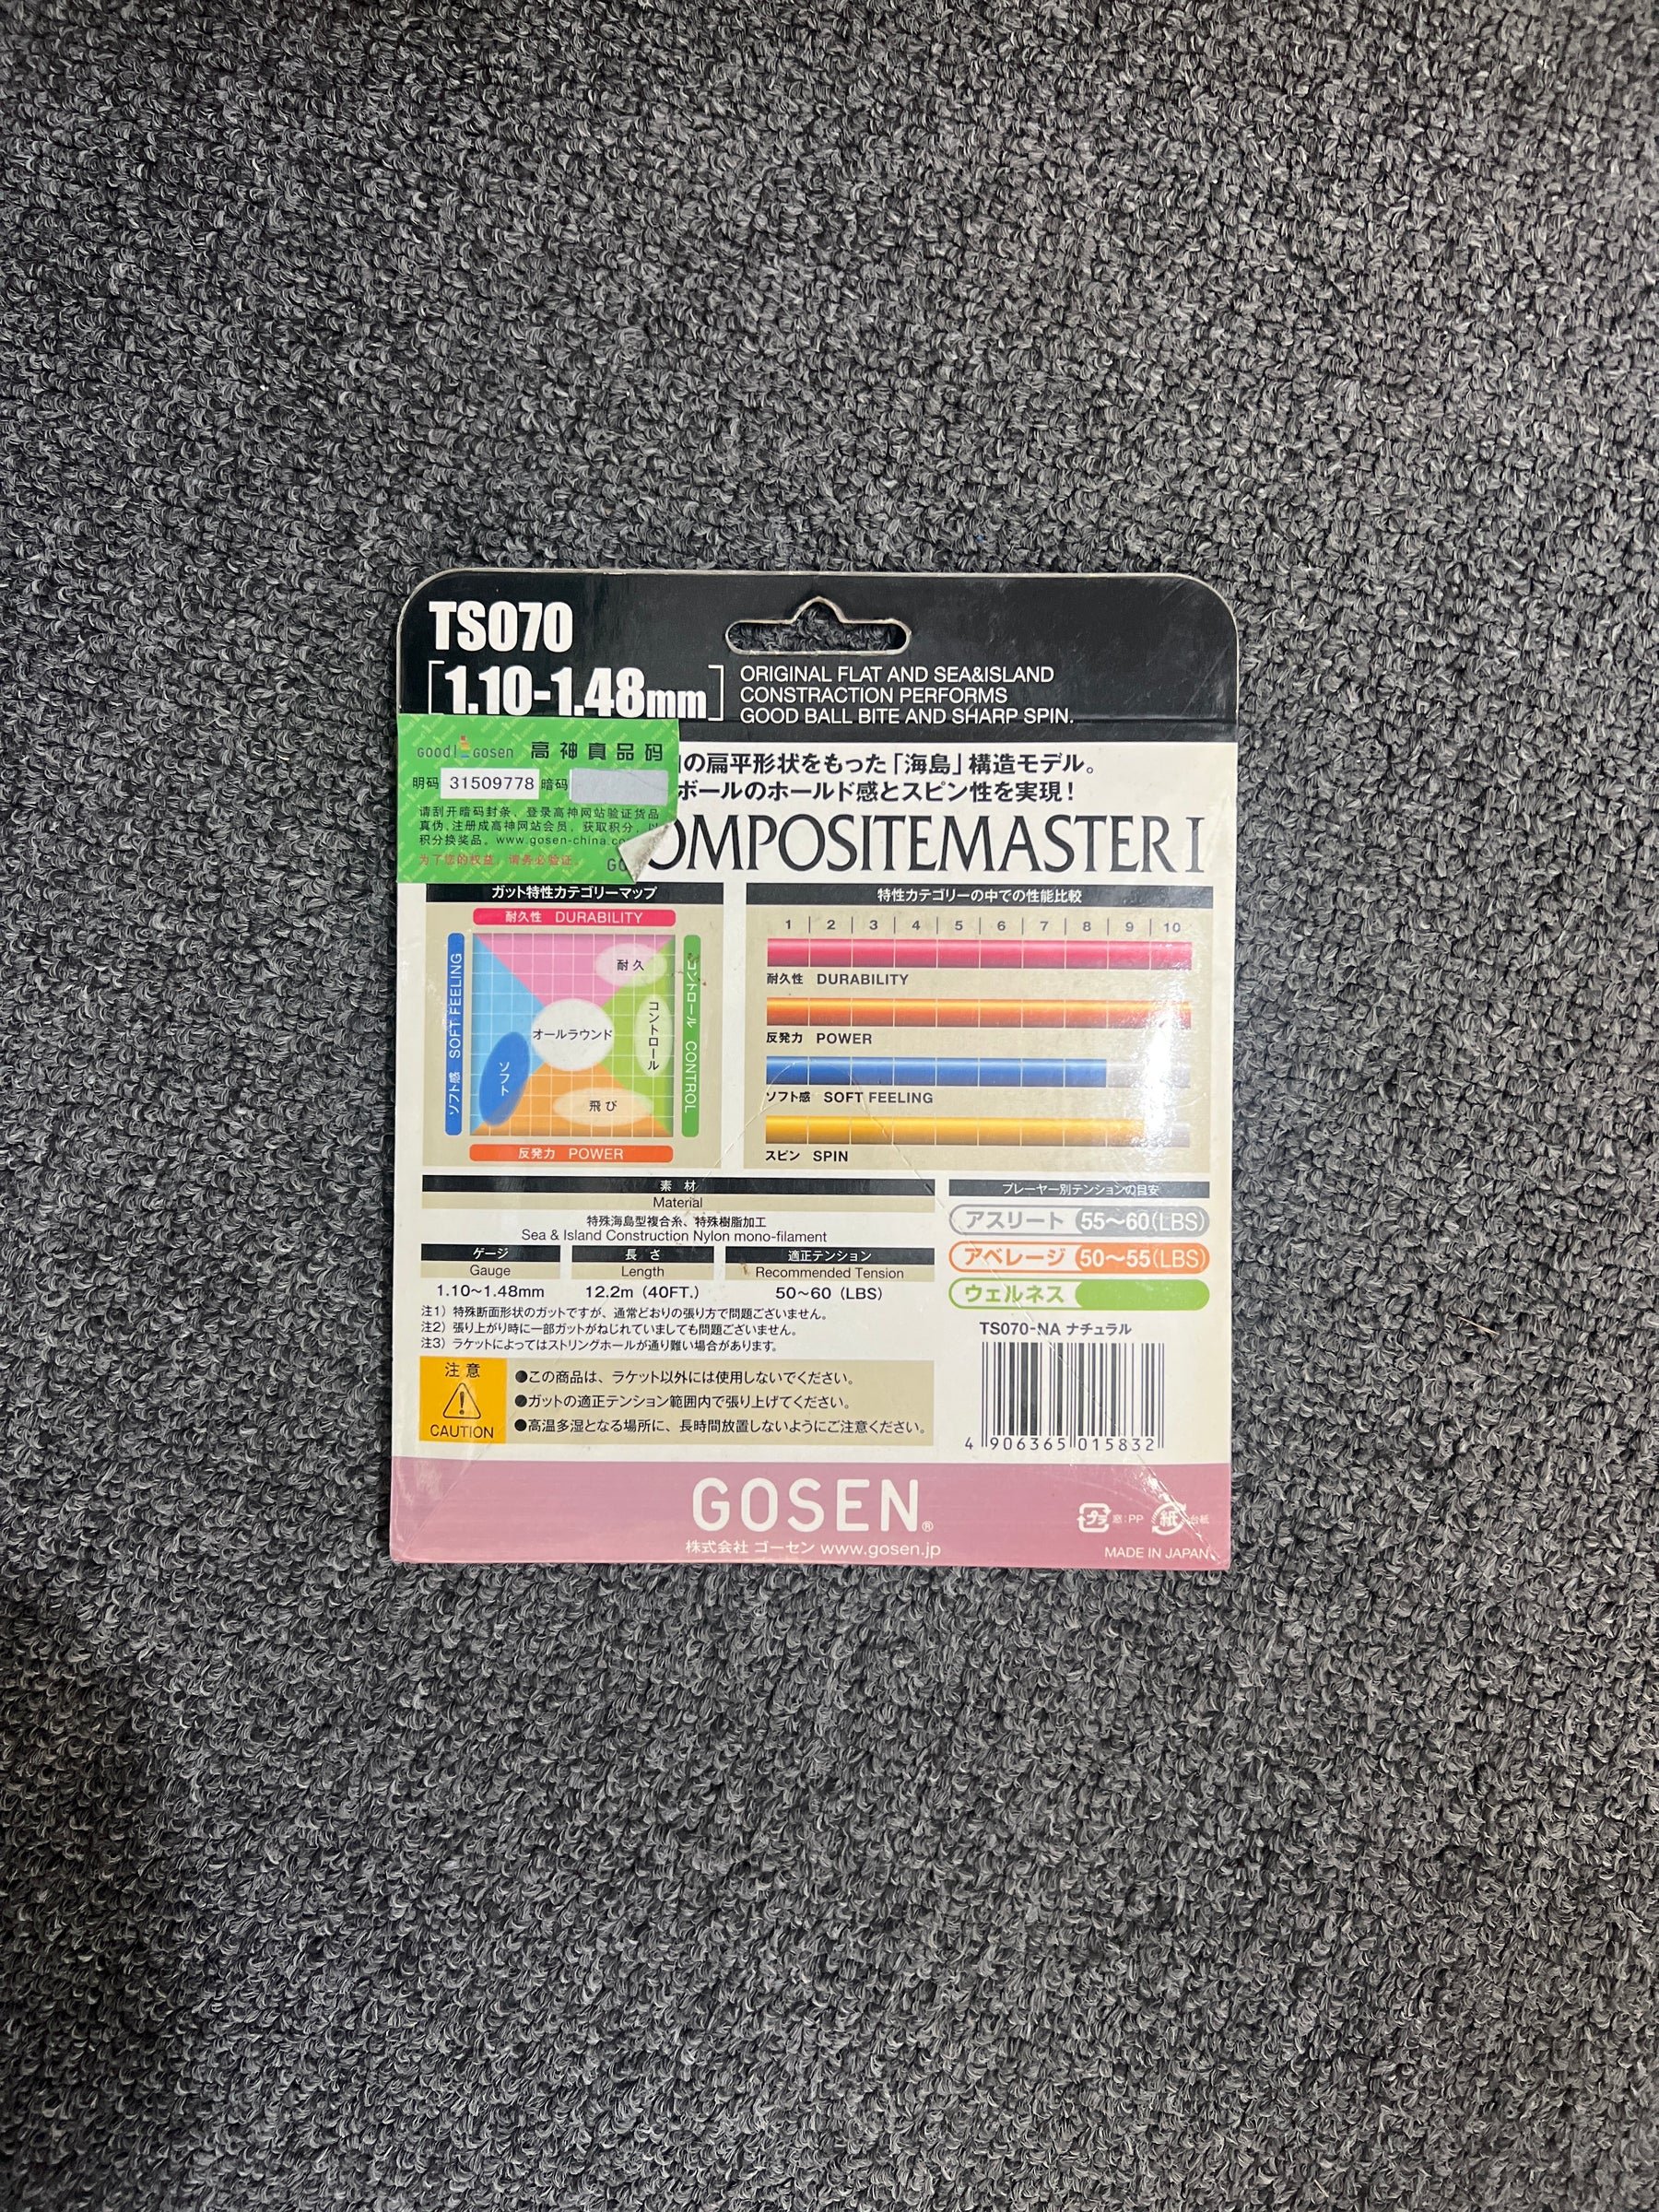 TS070
[1.10-1.48mm]
ORIGINAL FLAT AND SEA&ISLAND
CONSTRACTION PERFORMS
GOOD BALL BITE AND SHARP SPIN.
Goodl Gosen 高神真品码
明码 31509778 暗码
请刮开暗码封条，登录高神网站验证货品
真伪，注册成高神网站会员，获取积分，以
积分换奖品。www.gosen-china.co
为了您的权益，请务必验证。
GO
の扁平形状をもった「海島」構造モデル。
ボールのホールド感とスピン性を実現！
OMPOSITEMASTER I
ガット特性カテゴリーマップ
耐久性 DURABILITY
ソフト感 SOFT FEELING
耐久
オールラウンド
コントロール
ソフト
飛び
コントロール CONTROL
反発力 POWER
特性カテゴリーの中での性能比較
1 | 2 | 3 | 4 | 5 | 6 | 7 | 8 | 9 | 10
耐久性 DURABILITY
反発力 POWER
ソフト感 SOFT FEELING
スピン SPIN
素材
Material
特殊海島型複合糸、特殊樹脂加工
Sea & Island Construction Nylon mono-filament
ゲージ
Gauge
1.10～1.48mm
長さ
Length
12.2m（40FT.）
適正テンション
Recommended Tension
50～60（LBS）
注1）特殊断面形状のガットですが、通常どおりの張り方で問題ございません。
注2）張り上がり時に一部ガットがねじれていましても問題ございません。
注3）ラケットによってはストリングホールが通り難い場合があります。
プレーヤー別テンションの目安
アスリート 55～60(LBS)
アベレージ 50～55(LBS)
ウェルネス
TS070-NA ナチュラル
4 906365 015832
注意
CAUTION
●この商品は、ラケット以外には使用しないでください。
●ガットの適正テンション範囲内で張り上げてください。
●高温多湿となる場所に、長時間放置しないようにご注意ください。
GOSEN®
株式会社 ゴーセン www.gosen.jp
プラ 窓：PP 紙 台紙
MADE IN JAPAN